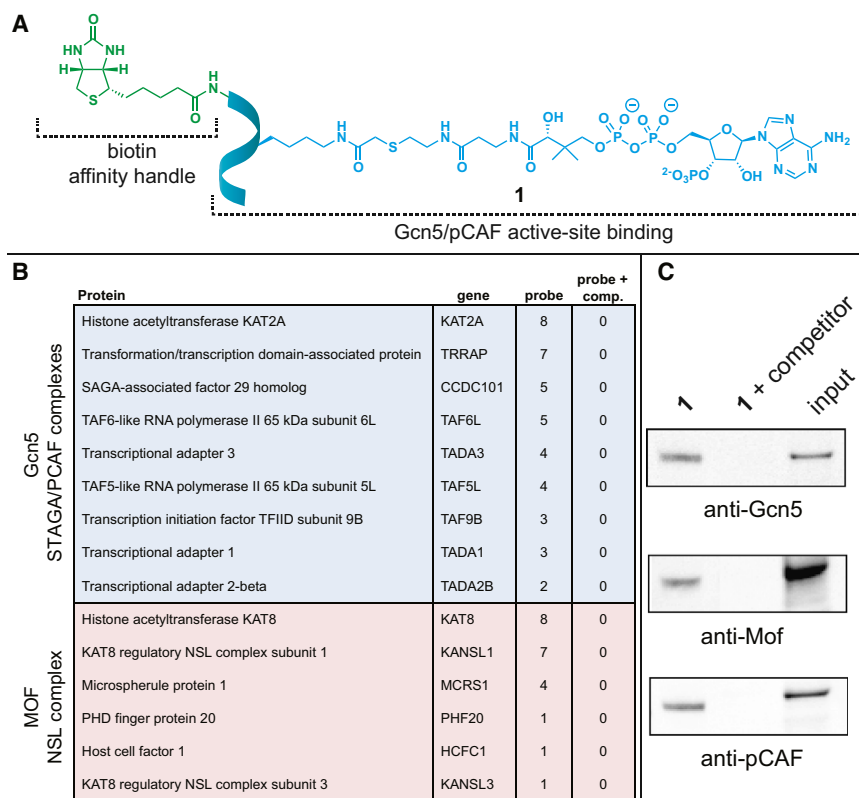 A
O
HN NH
H H
S
H
N
O
biotin
affinity handle
H
N
O
S
H
N
O
H
N
O
OH
O
P
O
O
P
O
O
O
2-O₃PO OH
N
N
N
N
NH₂
1
Gcn5/pCAF active-site binding
B
Protein gene probe probe + comp.
Gcn5
STAGA/PCAF complexes
Histone acetyltransferase KAT2A KAT2A 8 0
Transformation/transcription domain-associated protein TRRAP 7 0
SAGA-associated factor 29 homolog CCDC101 5 0
TAF6-like RNA polymerase II 65 kDa subunit 6L TAF6L 5 0
Transcriptional adapter 3 TADA3 4 0
TAF5-like RNA polymerase II 65 kDa subunit 5L TAF5L 4 0
Transcription initiation factor TFIID subunit 9B TAF9B 3 0
Transcriptional adapter 1 TADA1 3 0
Transcriptional adapter 2-beta TADA2B 2 0
MOF
NSL complex
Histone acetyltransferase KAT8 KAT8 8 0
KAT8 regulatory NSL complex subunit 1 KANSL1 7 0
Microspherule protein 1 MCRS1 4 0
PHD finger protein 20 PHF20 1 0
Host cell factor 1 HCFC1 1 0
KAT8 regulatory NSL complex subunit 3 KANSL3 1 0
C
1
1 + competitor
input
anti-Gcn5
anti-Mof
anti-pCAF